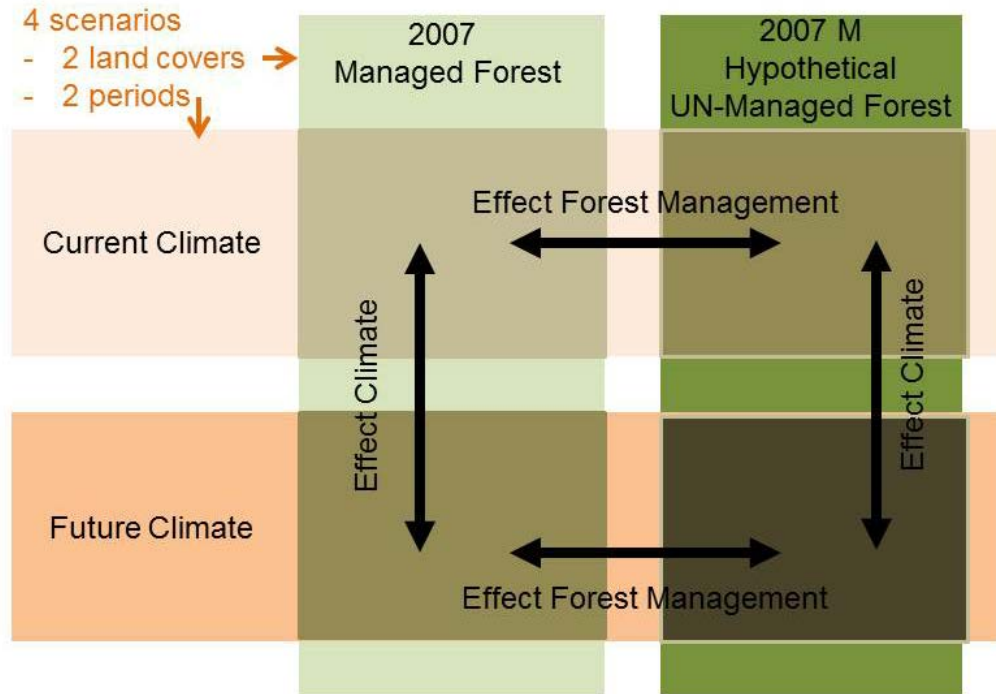 4 scenarios
- 2 land covers
- 2 periods
2007
Managed Forest
2007 M
Hypothetical
UN-Managed Forest
Current Climate
Effect Forest Management
Effect Climate
Effect Climate
Future Climate
Effect Forest Management